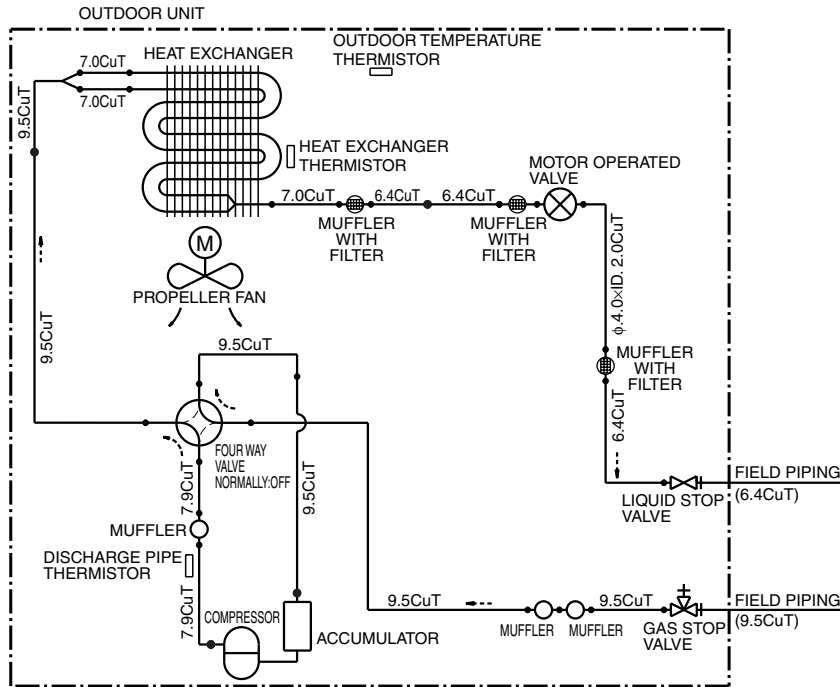 OUTDOOR UNIT
HEAT EXCHANGER
OUTDOOR TEMPERATURE
THERMISTOR
7.0CuT
7.0CuT
9.5CuT
HEAT EXCHANGER
THERMISTOR
MOTOR OPERATED
VALVE
7.0CuT
6.4CuT
6.4CuT
MUFFLER
WITH
FILTER
MUFFLER
WITH
FILTER
M
PROPELLER FAN
ϕ4.0×ID. 2.0CuT
9.5CuT
9.5CuT
MUFFLER
WITH
FILTER
6.4CuT
FOUR WAY
VALVE
NORMALLY:OFF
7.9CuT
9.5CuT
FIELD PIPING
(6.4CuT)
LIQUID STOP
VALVE
MUFFLER
DISCHARGE PIPE
THERMISTOR
7.9CuT
COMPRESSOR
ACCUMULATOR
9.5CuT
9.5CuT
MUFFLER
MUFFLER
GAS STOP
VALVE
FIELD PIPING
(9.5CuT)